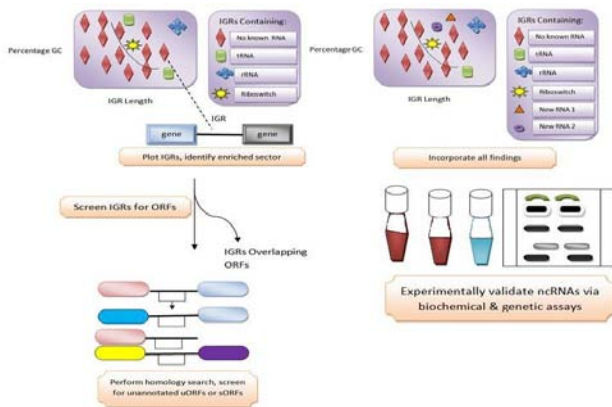 IGRs Containing:
Percentage GC
No known RNA
tRNA
rRNA
Riboswitch
IGR Length
IGR
gene
gene
Plot IGRs, identify enriched sector
Screen IGRs for ORFs
IGRs Overlapping
ORFs
Perform homology search, screen
for unannotated uORFs or sORFs
IGRs Containing:
Percentage GC
No known RNA
tRNA
rRNA
Riboswitch
New RNA 1
New RNA 2
IGR Length
Incorporate all findings
Experimentally validate ncRNAs via
biochemical & genetic assays